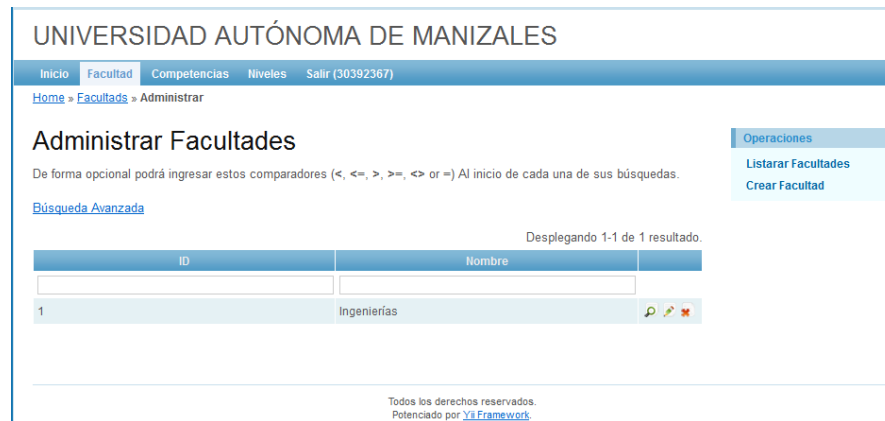 UNIVERSIDAD AUTÓNOMA DE MANIZALES
Inicio Facultad Competencias Niveles Salir (30392367)
Home » Facultads » Administrar
Administrar Facultades
De forma opcional podrá ingresar estos comparadores (<, <=, >, >=, <> or =) Al inicio de cada una de sus búsquedas.
Búsqueda Avanzada
Desplegando 1-1 de 1 resultado.
ID Nombre
1 Ingenierías
Operaciones
Listarar Facultades
Crear Facultad
Todos los derechos reservados.
Potenciado por Yii Framework.